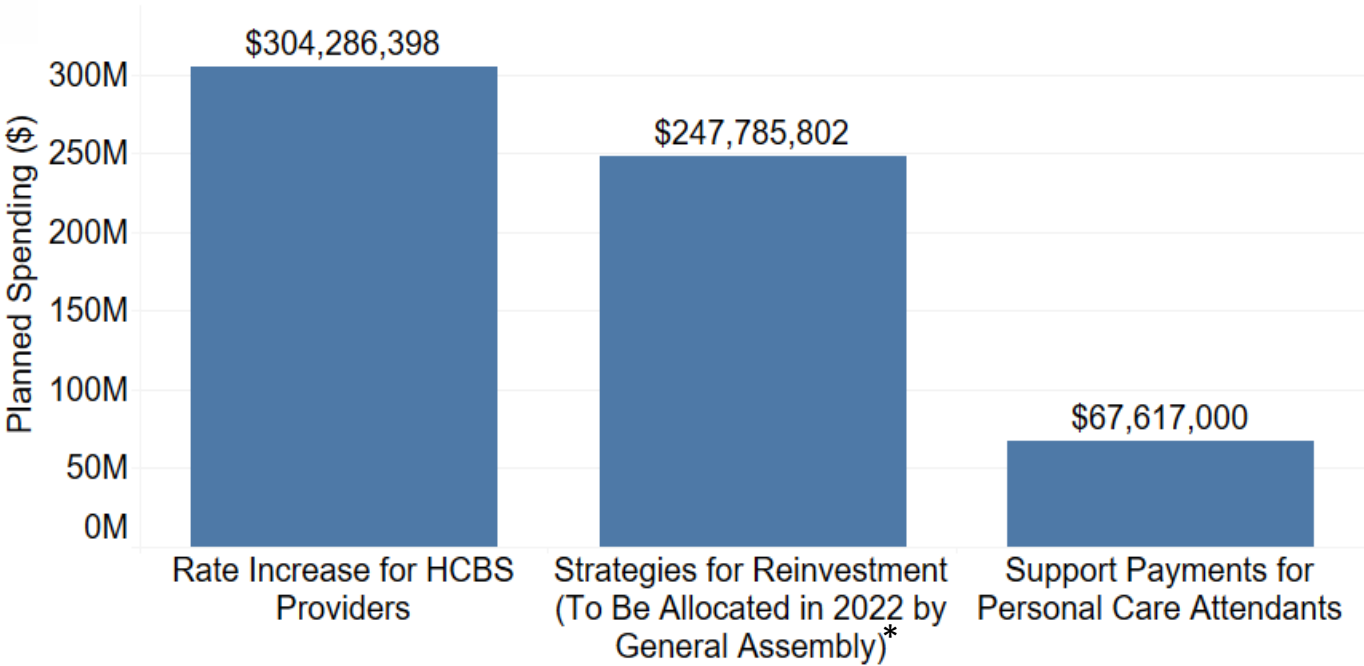 $304,286,398
$247,785,802
$67,617,000
Planned Spending ($)
300M
250M
200M
150M
100M
50M
0M
Rate Increase for HCBS
Providers
Strategies for Reinvestment
(To Be Allocated in 2022 by
General Assembly)*
Support Payments for
Personal Care Attendants